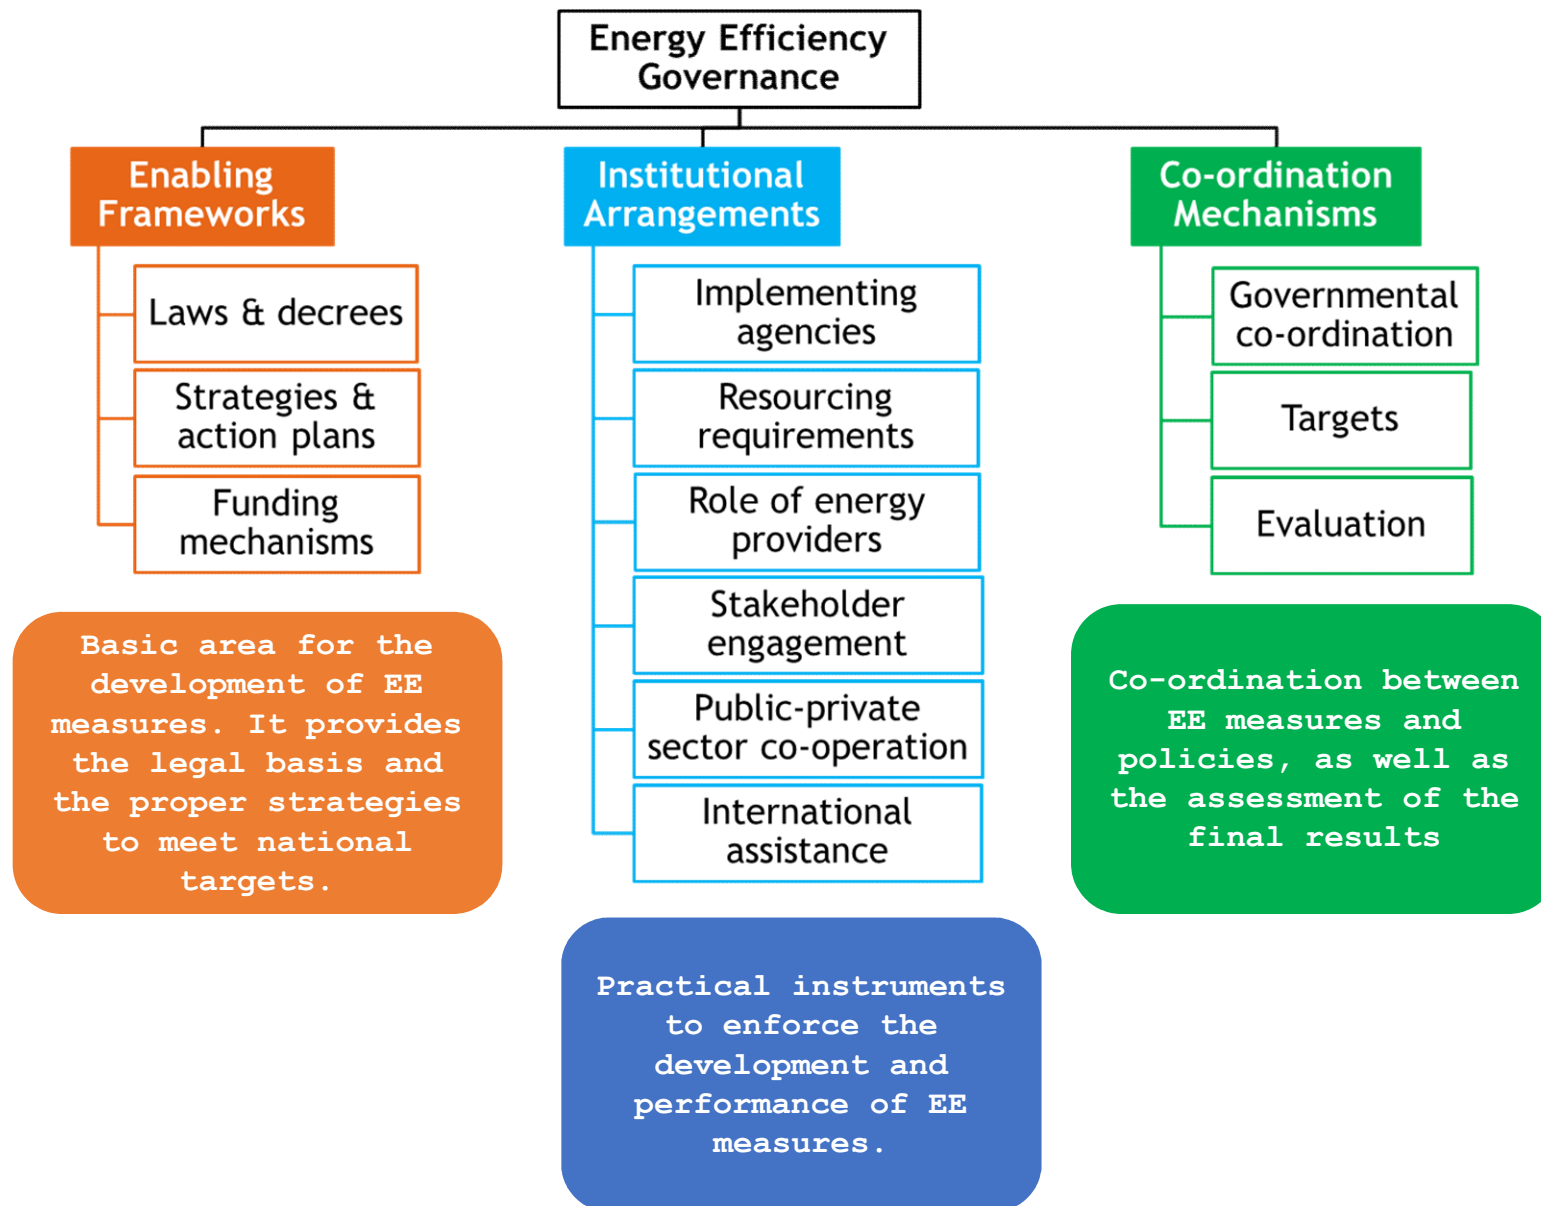 Energy Efficiency
Governance
Enabling
Frameworks
Laws & decrees
Strategies &
action plans
Funding
mechanisms
Basic area for the
development of EE
measures. It provides
the legal basis and
the proper strategies
to meet national
targets.
Institutional
Arrangements
Implementing
agencies
Resourcing
requirements
Role of energy
providers
Stakeholder
engagement
Public-private
sector co-operation
International
assistance
Practical instruments
to enforce the
development and
performance of EE
measures.
Co-ordination
Mechanisms
Governmental
co-ordination
Targets
Evaluation
Co-ordination between
EE measures and
policies, as well as
the assessment of the
final results